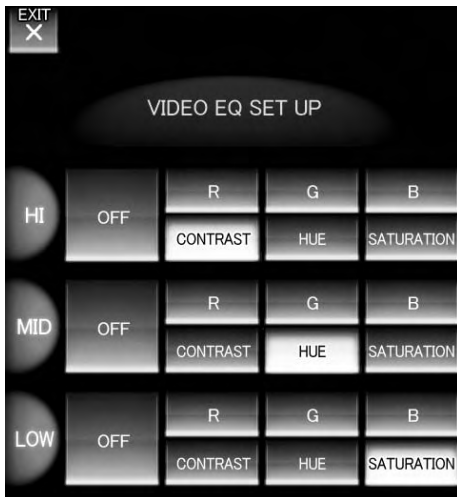 EXIT
×
VIDEO EQ SET UP
R G B
HI OFF
CONTRAST HUE SATURATION
R G B
MID OFF
CONTRAST HUE SATURATION
R G B
LOW OFF
CONTRAST HUE SATURATION